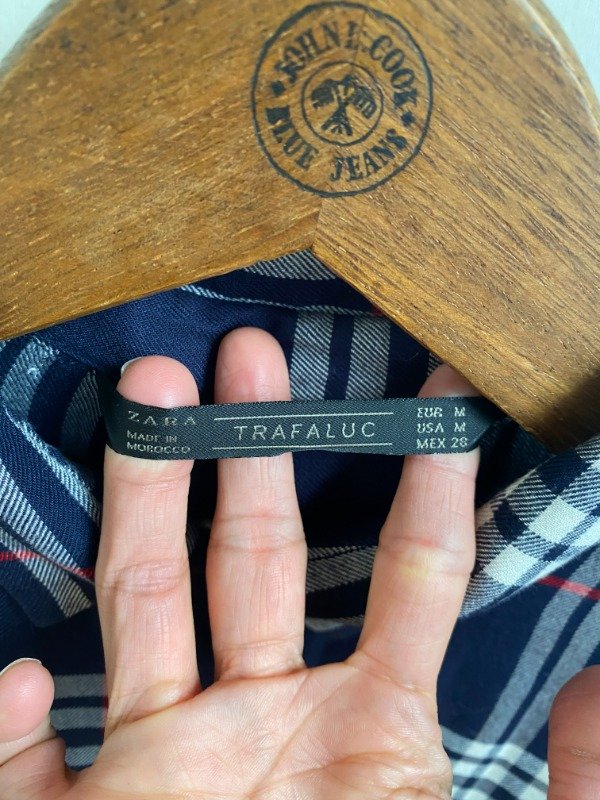 JOHN F. COOK
BLUE JEANS
ZARA
MADE IN
MOROCCO
TRAFALUC
EUR M
USA M
MEX 28